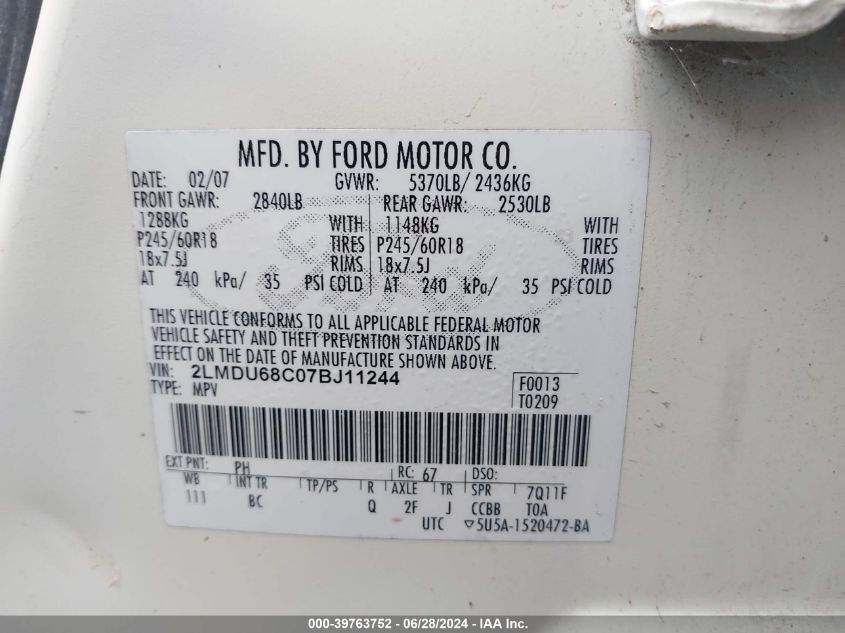 MFD. BY FORD MOTOR CO.
DATE: 02/07 GVWR: 5370LB/ 2436KG
FRONT GAWR: 2840LB REAR GAWR: 2530LB
1288KG WITH 1148KG WITH
P245/60R18 TIRES P245/60R18 TIRES
18x7.5J RIMS 18x7.5J RIMS
AT 240 kPa/ 35 PSI COLD AT 240 kPa/ 35 PSI COLD
THIS VEHICLE CONFORMS TO ALL APPLICABLE FEDERAL MOTOR
VEHICLE SAFETY AND THEFT PREVENTION STANDARDS IN
EFFECT ON THE DATE OF MANUFACTURE SHOWN ABOVE.
VIN: 2LMDU68C07BJ11244 F0013
TYPE: MPV T0209
EXT PNT: PH RC: 67 DSO:
WB INT TR TP/PS R AXLE TR SPR 7Q11F
111 BC Q 2F J CCBB TOA
UTC ▽5U5A-1520472-BA
000-39763752 | 06/28/2024 - IAA Inc.